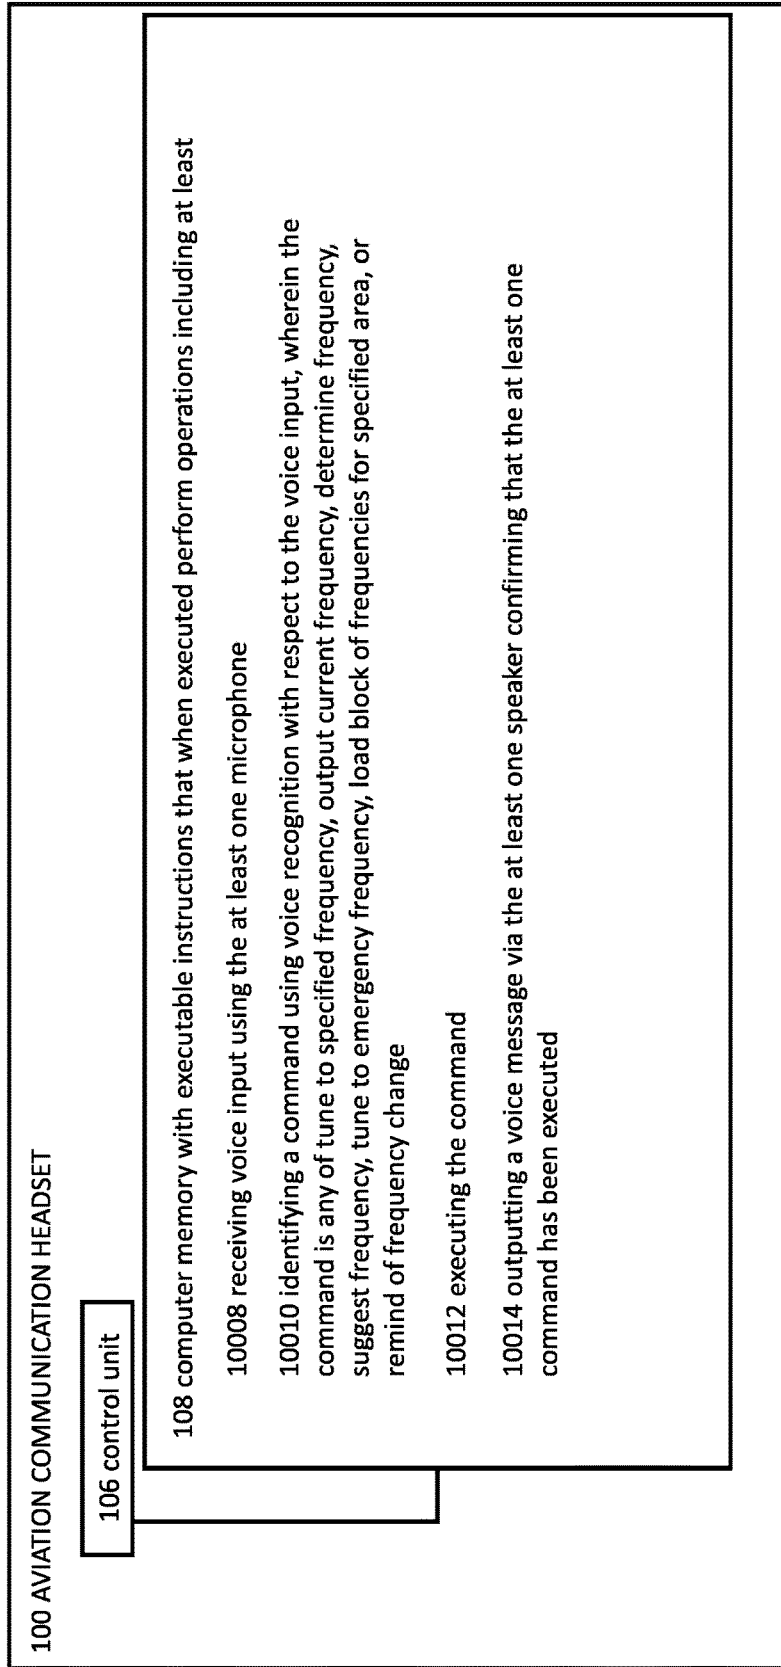 100 AVIATION COMMUNICATION HEADSET
106 control unit
108 computer memory with executable instructions that when executed perform operations including at least
10008 receiving voice input using the at least one microphone
10010 identifying a command using voice recognition with respect to the voice input, wherein the
command is any of tune to specified frequency, output current frequency, determine frequency,
suggest frequency, tune to emergency frequency, load block of frequencies for specified area, or
remind of frequency change
10012 executing the command
10014 outputting a voice message via the at least one speaker confirming that the at least one
command has been executed